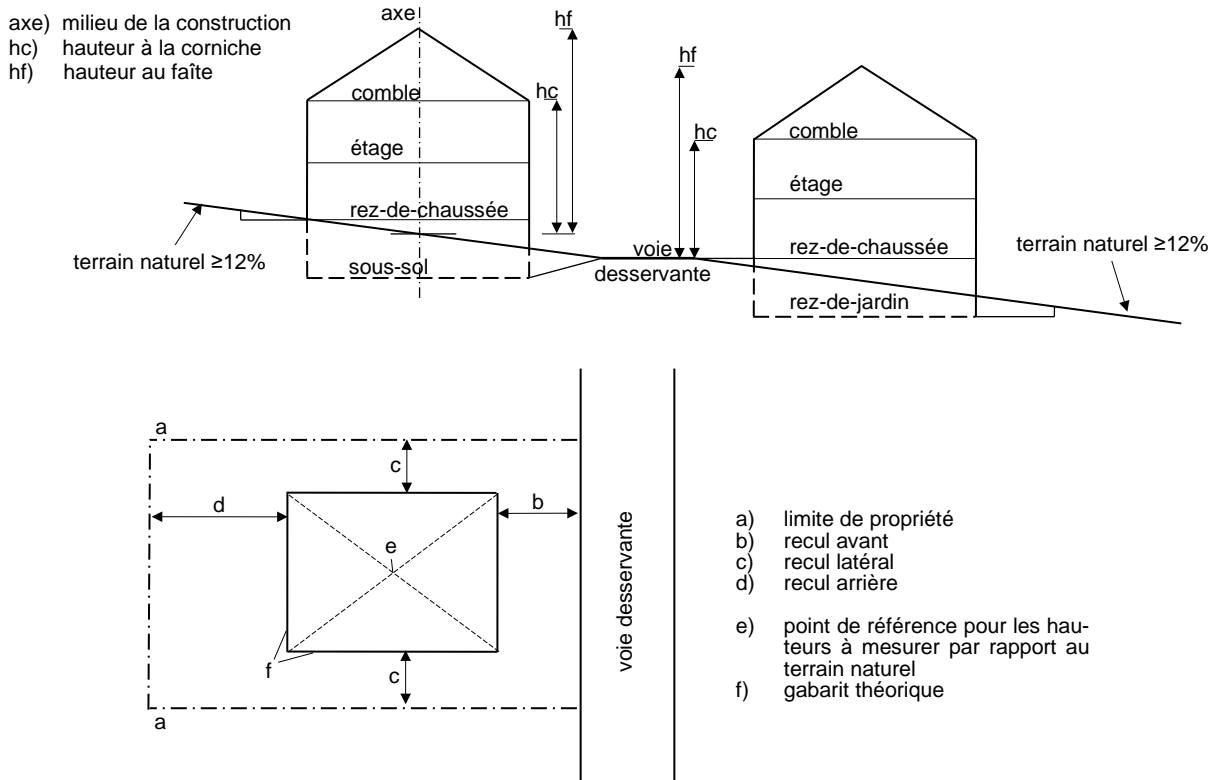 axe) milieu de la construction
hc) hauteur à la corniche
hf) hauteur au faîte
axe
hf
hc
comble
étage
rez-de-chaussée
sous-sol
terrain naturel ≥12%
hf
hc
voie
desservante
comble
étage
rez-de-chaussée
rez-de-jardin
terrain naturel ≥12%
a
c
d
b
e
f
c
a
voie desservante
a) limite de propriété
b) recul avant
c) recul latéral
d) recul arrière
e) point de référence pour les hau-
teurs à mesurer par rapport au
terrain naturel
f) gabarit théorique